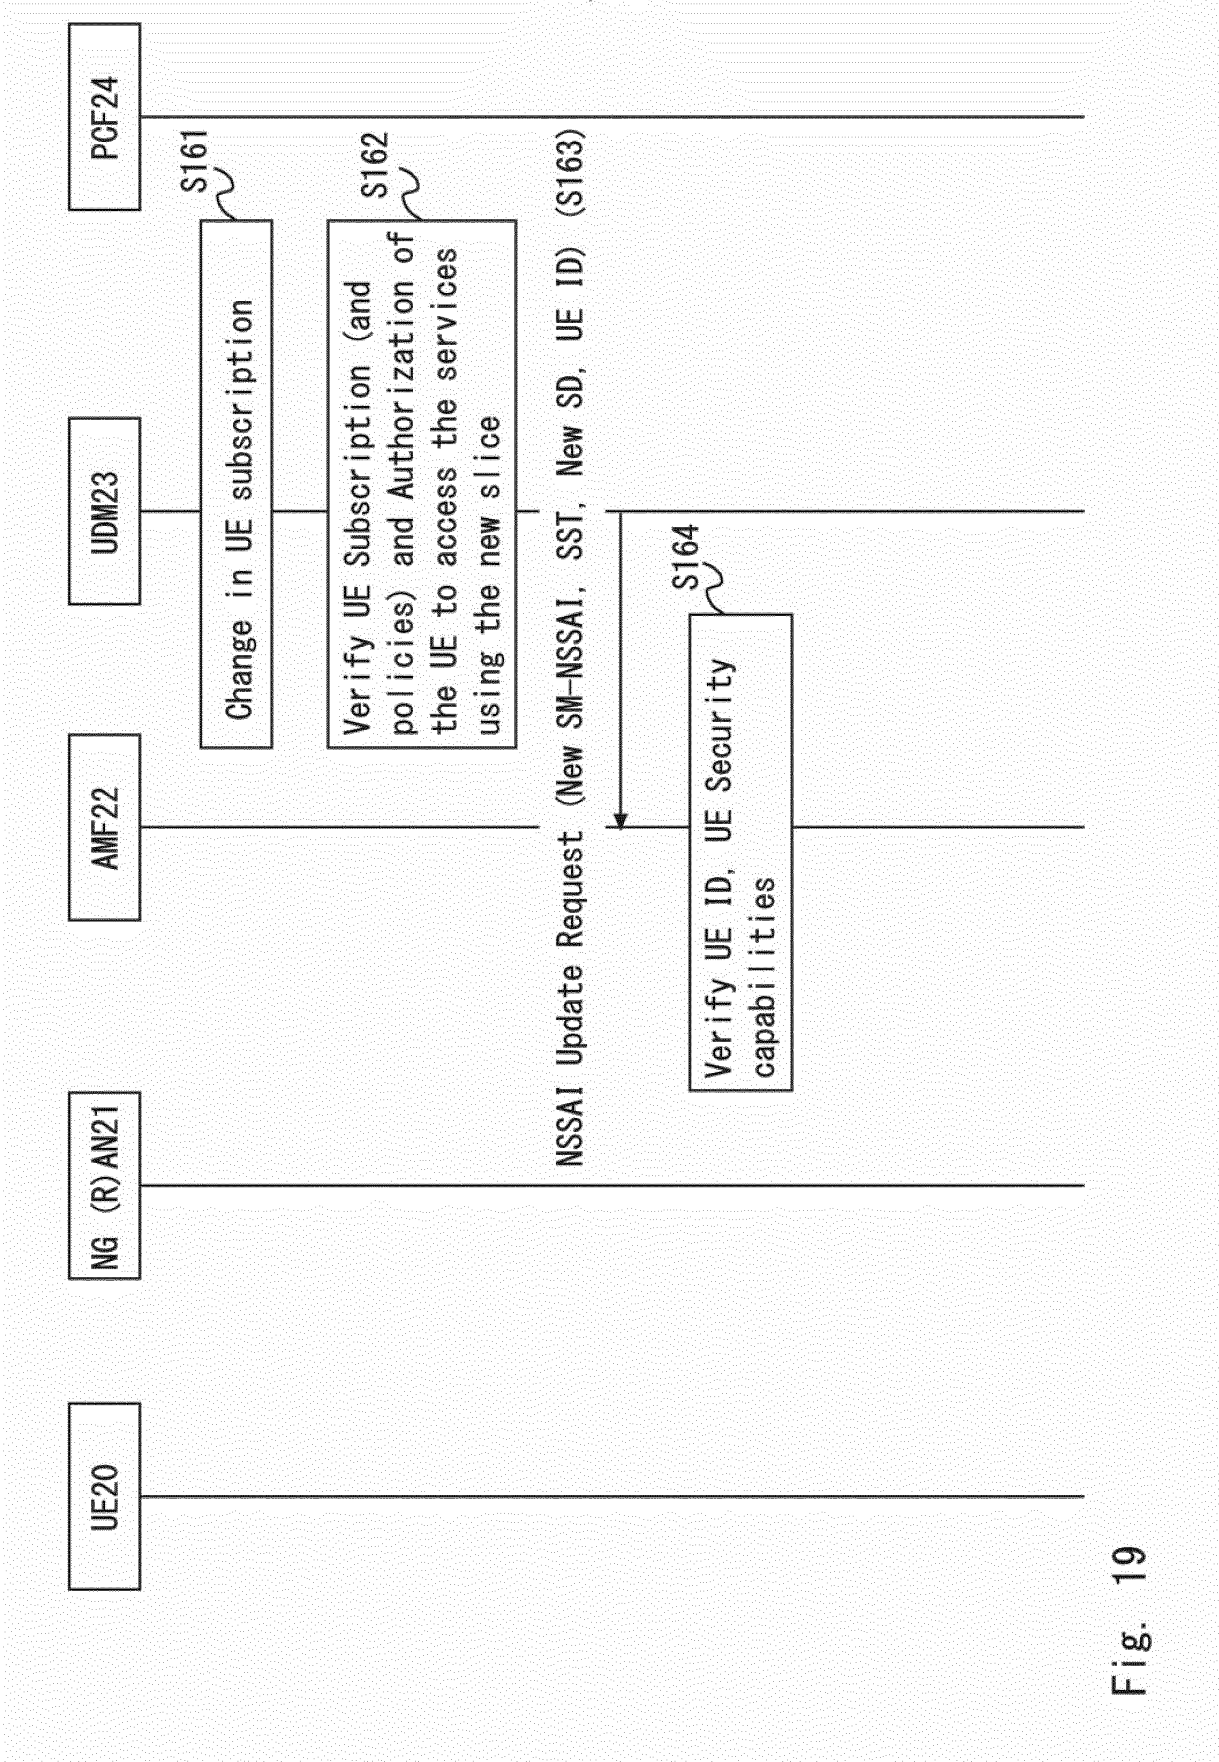 UE20
NG (R) AN21
AMF22
UDM23
PCF24
S161
Change in UE subscription
S162
Verify UE Subscription (and
policies) and Authorization of
the UE to access the services
using the new slice
NSSAI Update Request (New SM-NSSAI, SST, New SD, UE ID) (S163)
S164
Verify UE ID, UE Security
capabilities
Fig. 19